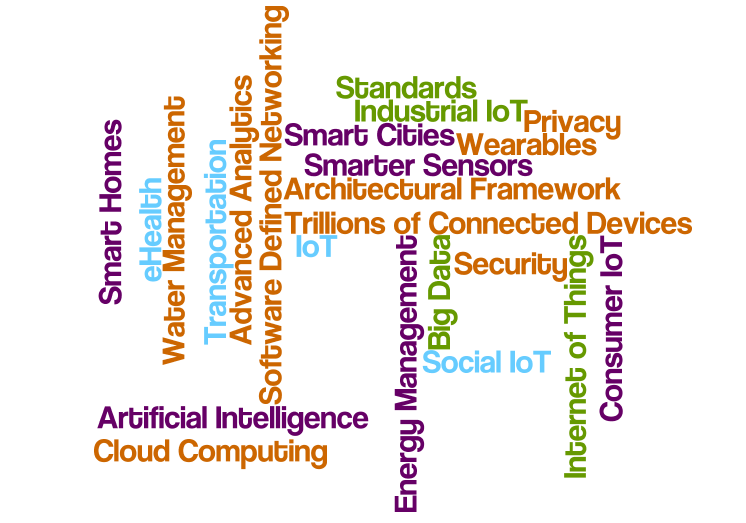 Smart Homes
eHealth
Water Management
Transportation
Advanced Analytics
Software Defined Networking
Standards
Industrial IoT
Privacy
Smart Cities
Wearables
Smarter Sensors
Architectural Framework
Trillions of Connected Devices
IoT
Energy Management
Big Data
Security
Social IoT
Internet of Things
Consumer IoT
Artificial Intelligence
Cloud Computing